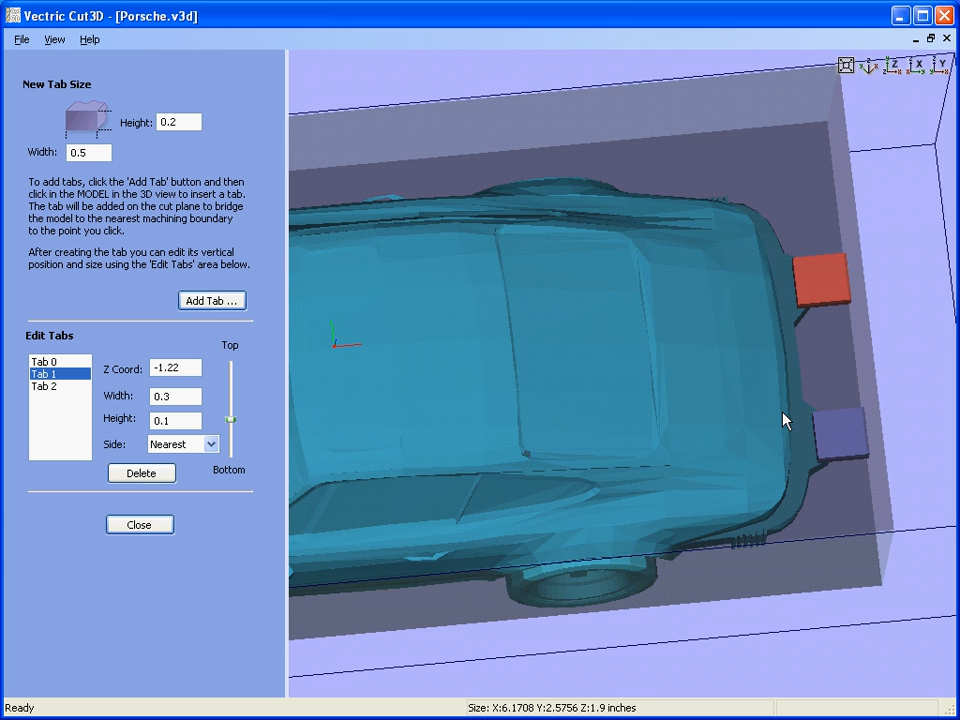 Vectric Cut3D - [Porsche.v3d]
File View Help
New Tab Size
Height: 0.2
Width: 0.5
To add tabs, click the 'Add Tab' button and then
click in the MODEL in the 3D view to insert a tab.
The tab will be added on the cut plane to bridge
the model to the nearest machining boundary
to the point you click.
After creating the tab you can edit its vertical
position and size using the 'Edit Tabs' area below.
Add Tab ...
Edit Tabs
Top
Tab 0
Tab 1
Tab 2
Z Coord: -1.22
Width: 0.3
Height: 0.1
Side: Nearest
Bottom
Delete
Close
Z X Y
Ready
Size: X:6.1708 Y:2.5756 Z:1.9 inches